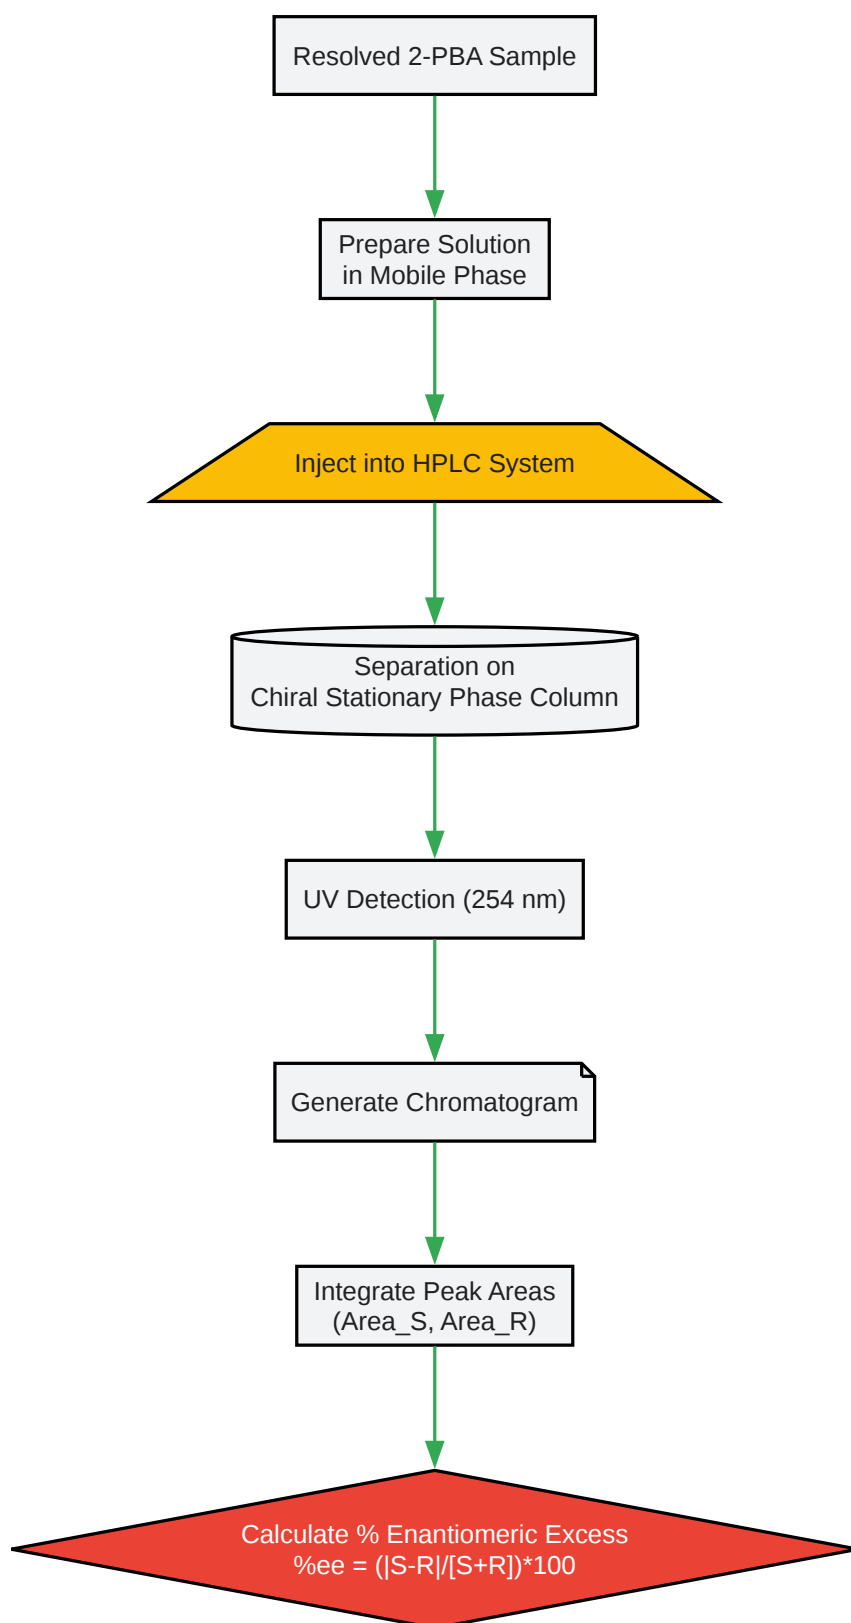 Resolved 2-PBA Sample
Prepare Solution
in Mobile Phase
Inject into HPLC System
Separation on
Chiral Stationary Phase Column
UV Detection (254 nm)
Generate Chromatogram
Integrate Peak Areas
(Area_S, Area_R)
Calculate % Enantiomeric Excess
%ee = (|S-R|/[S+R])*100